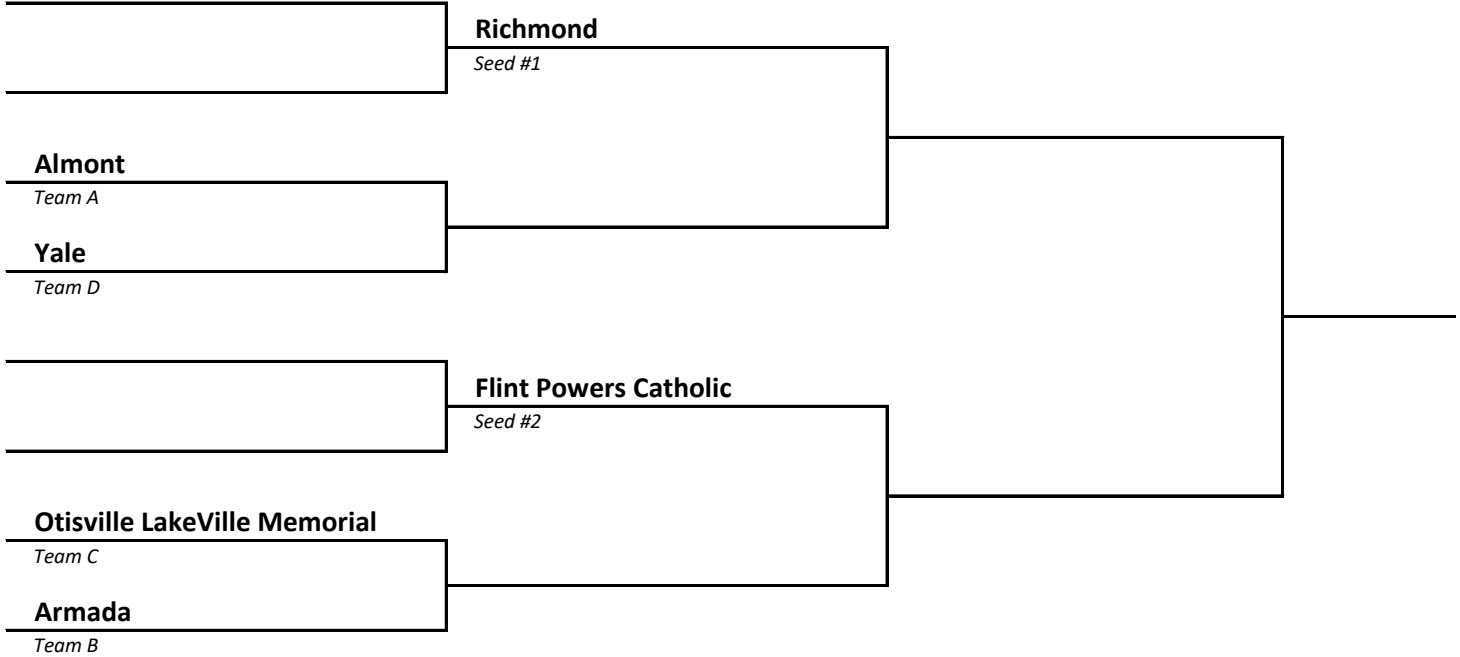 Richmond
Seed #1
Almont
Team A
Yale
Team D
Flint Powers Catholic
Seed #2
Otisville LakeVille Memorial
Team C
Armada
Team B